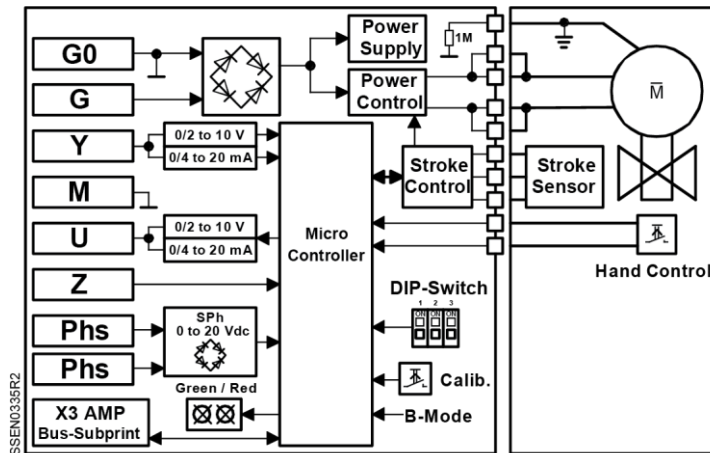 G0
G
Y
M
U
Z
Phs
Phs
X3 AMP
Bus-Subprint
0/2 to 10 V
0/4 to 20 mA
0/2 to 10 V
0/4 to 20 mA
SPh
0 to 20 Vdc
Green / Red
Micro
Controller
Power
Supply
Power
Control
Stroke
Control
1M
DIP-Switch
1 2 3
ON ON ON
Calib.
B-Mode
M
Stroke
Sensor
Hand Control
SSEN0335R2